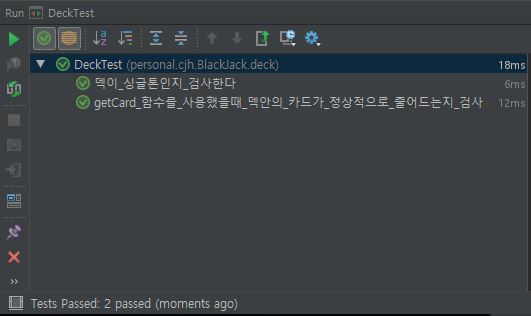 Run DeckTest
DeckTest (personal.cjh.BlackJack.deck) 18ms
덱이_싱글톤인지_검사한다 6ms
getCard_함수를_사용했을때_덱안의_카드가_정상적으로_줄어드는지_검사 12ms
Tests Passed: 2 passed (moments ago)